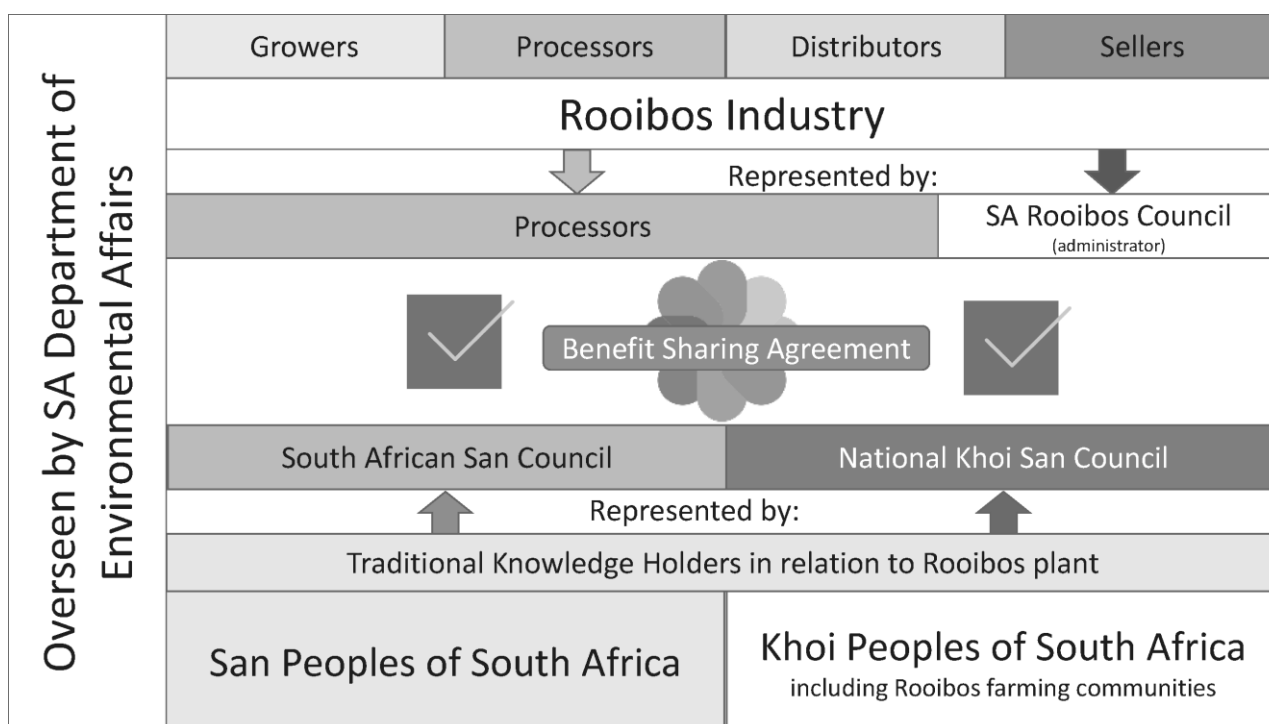 Overseen by SA Department of
Environmental Affairs
Growers
Processors
Distributors
Sellers
Rooibos Industry
Represented by:
Processors
SA Rooibos Council
(administrator)
Benefit Sharing Agreement
South African San Council
National Khoi San Council
Represented by:
Traditional Knowledge Holders in relation to Rooibos plant
San Peoples of South Africa
Khoi Peoples of South Africa
including Rooibos farming communities